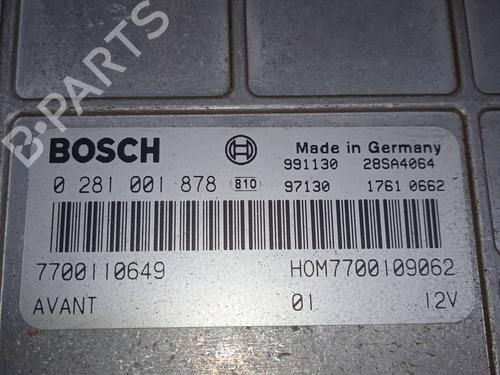 B-PARTS
BOSCH Made in Germany
991130 28SA4064
0 281 001 878 810 97130 1761 0662
7700110649 HOM7700109062
AVANT 01 12V